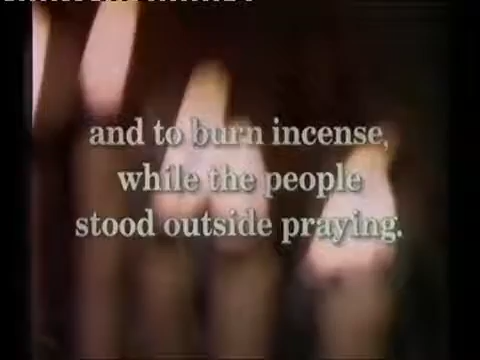 and to burn incense,
while the people
stood outside praying.